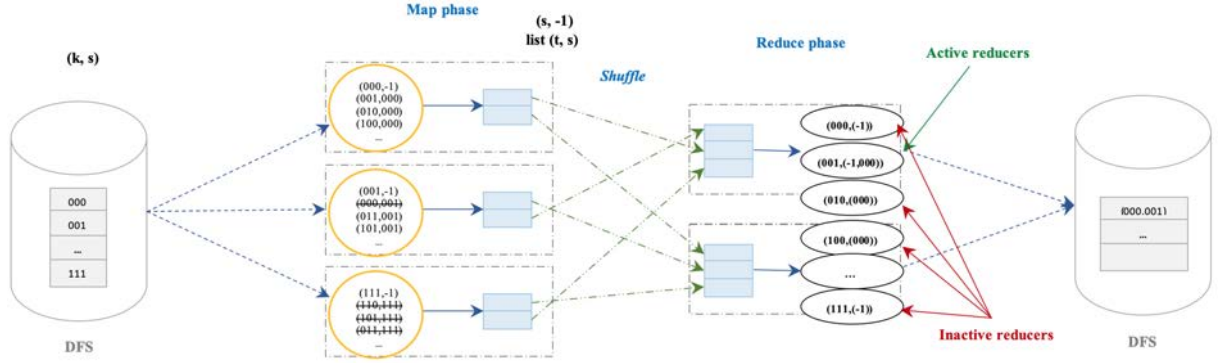 Map phase
(s, -1)
list (t, s)
(k, s)
Shuffle
Reduce phase
Active reducers
000
001
...
111
DFS
(000,-1)
(001,000)
(010,000)
(100,000)
...
(001,-1)
(000,001)
(011,001)
(101,001)
...
(111,-1)
(110,111)
(101,111)
(011,111)
...
(000,(-1))
(001,(-1,000))
(010,(000))
(100,(000))
...
(111,(-1))
Inactive reducers
(000,001)
...
DFS